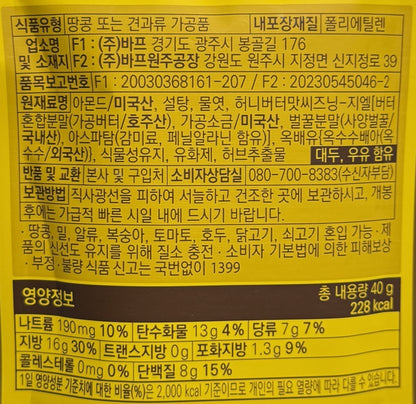 식품유형 땅콩 또는 견과류 가공품 내포장재질 폴리에틸렌
업소명 F1 : (주)바프 경기도 광주시 봉골길 176
및 소재지 F2 : (주)바프원주공장 강원도 원주시 지정면 신지정로 39
품목보고번호 F1 : 20030368161-207 / F2 : 20230545046-2
원재료명 아몬드/미국산, 설탕, 물엿, 허니버터맛씨즈닝-지엘(버터
혼합분말(가공버터/호주산), 가공소금/미국산, 벌꿀분말(사양벌꿀/
국내산), 아스파탐(감미료, 페닐알라닌 함유)], 옥배유[옥수수배아(옥
수수/외국산)], 식물성유지, 유화제, 허브추출물 대두, 우유 함유
반품 및 교환 본사 및 구입처 소비자상담실 080-700-8383(수신자부담)
보관방법 직사광선을 피하여 서늘하고 건조한 곳에 보관하시고, 개봉
후에는 가급적 빠른 시일 내에 드시기 바랍니다.
· 땅콩, 밀, 알류, 복숭아, 토마토, 호두, 닭고기, 쇠고기 혼입 가능 · 제
품의 신선도 유지를 위해 질소 충전 · 소비자 기본법에 의한 피해보상
· 부정·불량 식품 신고는 국번없이 1399
영양정보 총 내용량 40 g
228 kcal
나트륨 190mg 10% 탄수화물 13g 4% 당류 7g 7%
지방 16g 30% 트랜스지방 0g 포화지방 1.3g 9%
콜레스테롤 0mg 0% 단백질 8g 15%
1일 영양성분 기준치에 대한 비율(%)은 2,000 kcal 기준이므로 개인의 필요 열량에 따라 다를 수 있습니다.